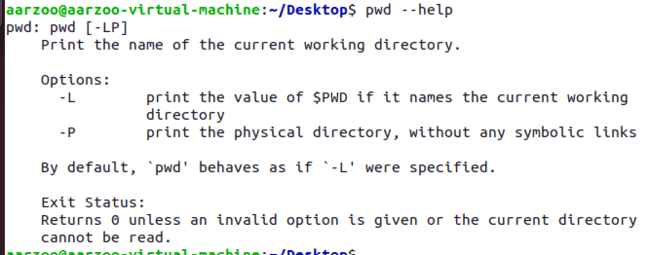 aarzoo@aarzoo-virtual-machine:~/Desktop$ pwd --help
pwd: pwd [-LP]
    Print the name of the current working directory.

    Options:
      -L        print the value of $PWD if it names the current working
                directory
      -P        print the physical directory, without any symbolic links

    By default, `pwd' behaves as if `-L' were specified.

    Exit Status:
    Returns 0 unless an invalid option is given or the current directory
    cannot be read.
aarzoo@aarzoo-virtual-machine:~/Desktop$